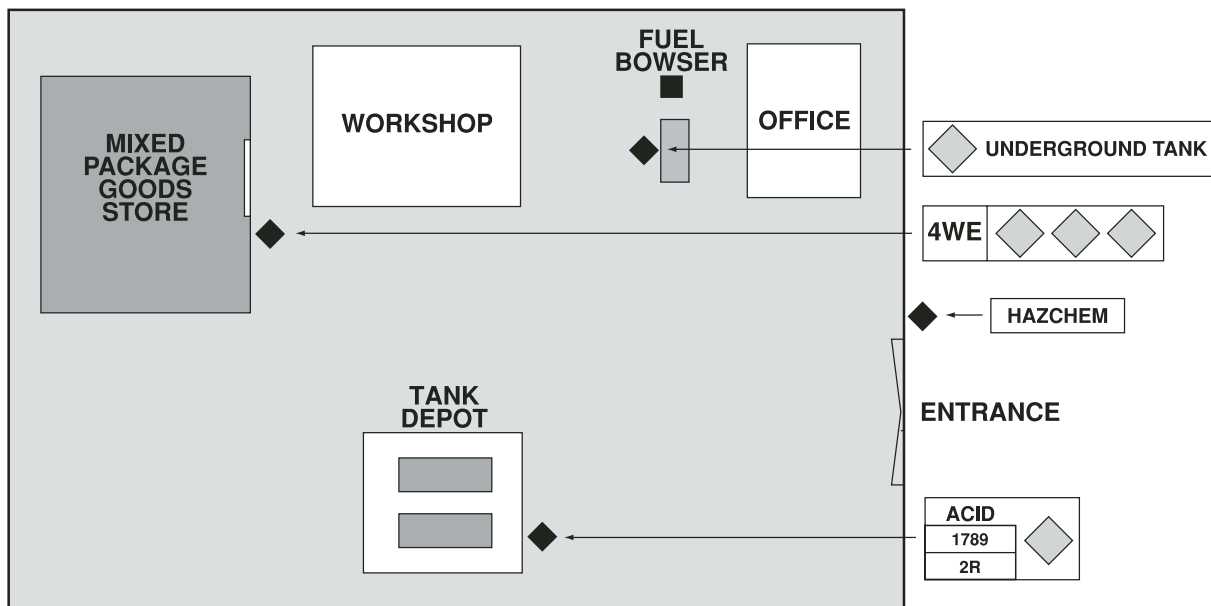 FUEL
BOWSER
MIXED
PACKAGE
GOODS
STORE
WORKSHOP
OFFICE
UNDERGROUND TANK
4WE
HAZCHEM
TANK
DEPOT
ENTRANCE
ACID
1789
2R